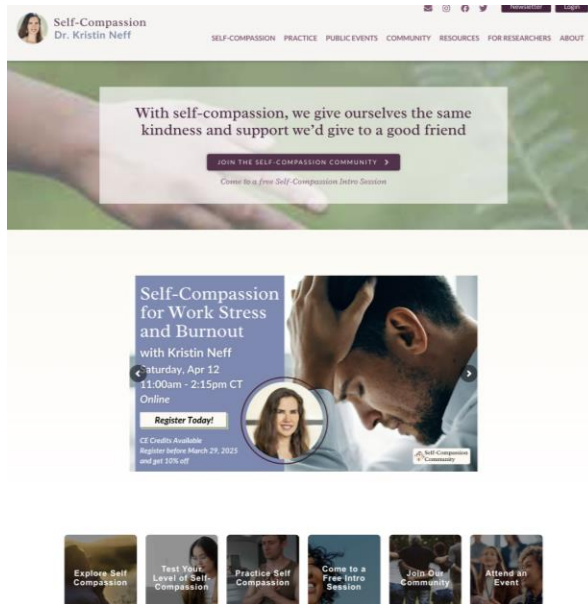 Newsletter
Login
Self-Compassion
Dr. Kristin Neff
SELF-COMPASSION PRACTICE PUBLIC EVENTS COMMUNITY RESOURCES FOR RESEARCHERS ABOUT
With self-compassion, we give ourselves the same
kindness and support we'd give to a good friend
JOIN THE SELF-COMPASSION COMMUNITY
Come to a free Self-Compassion Intro Session
Self-Compassion
for Work Stress
and Burnout
with Kristin Neff
Saturday, Apr 12
11:00am - 2:15pm CT
Online
Register Today!
CE Credits Available
Register before March 29, 2025
and get 10% off
Self-Compassion
Community
Explore Self
Compassion
Test Your
Level of Self-
Compassion
Practice Self
Compassion
Come to a
Free Intro
Session
Join Our
Community
Attend an
Event